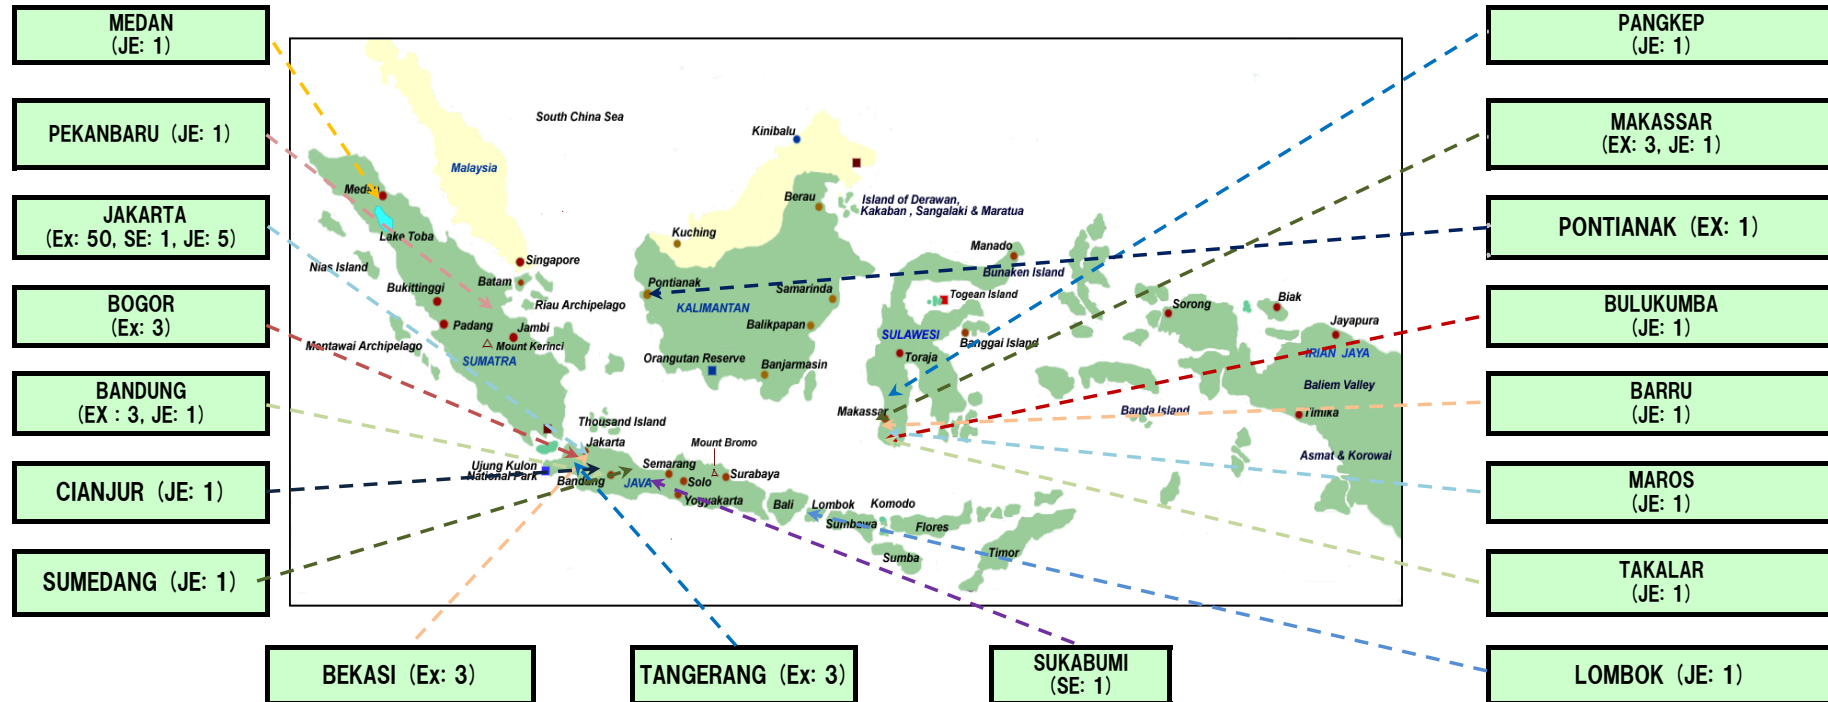 MEDAN
(JE: 1)
PEKANBARU (JE: 1)
JAKARTA
(Ex: 50, SE: 1, JE: 5)
BOGOR
(Ex: 3)
BANDUNG
(EX : 3, JE: 1)
CIANJUR (JE: 1)
SUMEDANG (JE: 1)
BEKASI (Ex: 3)
TANGERANG (Ex: 3)
SUKABUMI
(SE: 1)
PANGKEP
(JE: 1)
MAKASSAR
(EX: 3, JE: 1)
PONTIANAK (EX: 1)
BULUKUMBA
(JE: 1)
BARRU
(JE: 1)
MAROS
(JE: 1)
TAKALAR
(JE: 1)
LOMBOK (JE: 1)
South China Sea
Kinibalu
Malaysia
Medan
Berau
Island of Derawan,
Kakaban , Sangalaki & Maratua
Lake Toba
Kuching
Manado
Nias Island
Singapore
Bunaken Island
Bukittinggi
Batam
Pontianak
Samarinda
Togean Island
Riau Archipelago
KALIMANTAN
Sorong
Biak
Padang
Jambi
Balikpapan
SULAWESI
Jayapura
Mentawai Archipelago
Mount Kerinci
Banggai Island
IRIAN JAYA
SUMATRA
Orangutan Reserve
Banjarmasin
Toraja
Baliem Valley
Thousand Island
Makassar
Banda Island
Timika
Jakarta
Mount Bromo
Asmat & Korowai
Ujung Kulon
National Park
Semarang
Surabaya
Bandung
JAVA
Solo
Yogyakarta
Bali
Lombok
Komodo
Sumbawa
Flores
Sumba
Timor